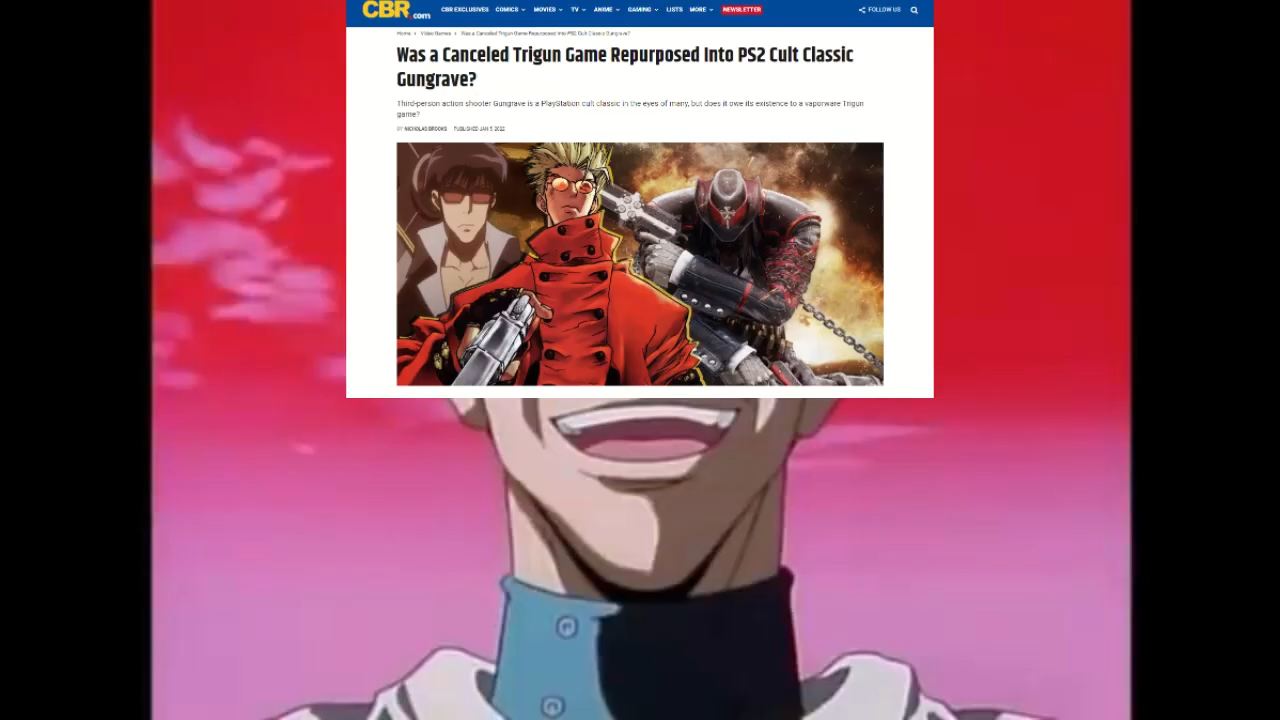 CBR.com
CBR EXCLUSIVES COMICS MOVIES TV ANIME GAMING LISTS MORE NEWSLETTER FOLLOW US
Home > Video Games > Was a Canceled Trigun Game Repurposed Into PS2 Cult Classic Gungrave?
Was a Canceled Trigun Game Repurposed Into PS2 Cult Classic
Gungrave?
Third-person action shooter Gungrave is a PlayStation cult classic in the eyes of many, but does it owe its existence to a vaporware Trigun
game?
BY NICHOLAS BROOKS PUBLISHED JAN 5, 2022